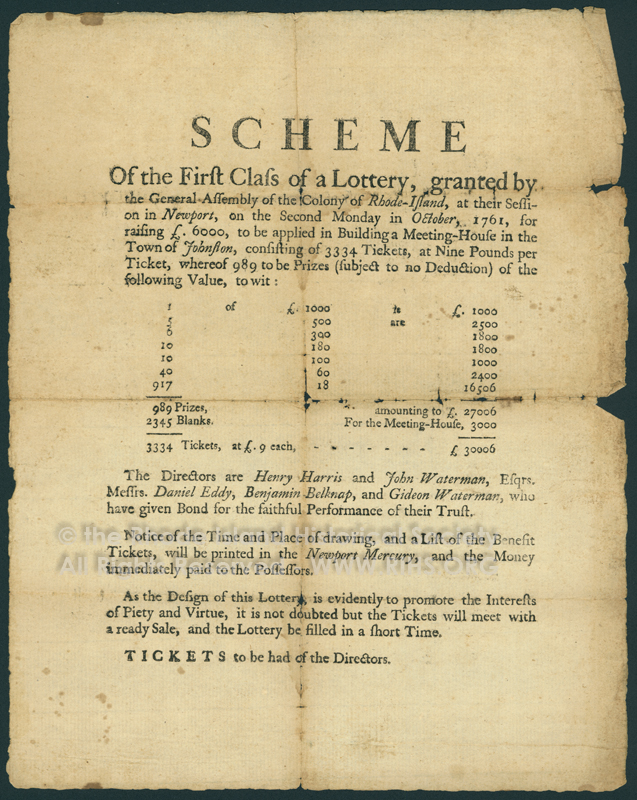 SCHEME
Of the Firſt Claſs of a Lottery, granted by
the General Aſſembly of the Colony of Rhode-Iſland, at their Seſſi-
on in Newport, on the Second Monday in October, 1761, for
raiſing £. 6000, to be applied in Building a Meeting-Houſe in the
Town of Johnſton, conſiſting of 3334 Tickets, at Nine Pounds per
Ticket, whereof 989 to be Prizes (ſubject to no Deduction) of the
following Value, to wit:
1 of £. 1000 is £. 1000
5 500 are 2500
6 300 1800
10 180 1800
10 100 1000
40 60 2400
917 18 16506
989 Prizes, amounting to £. 27006
2345 Blanks. For the Meeting-Houſe, 3000
3334 Tickets, at £. 9 each, - - - - - - - £ 30006
The Directors are Henry Harris and John Waterman, Eſqrs.
Meſſrs. Daniel Eddy, Benjamin Belknap, and Gideon Waterman, who
have given Bond for the faithful Performance of their Truſt.
Notice of the Time and Place of drawing, and a Liſt of the Benefit
Tickets, will be printed in the Newport Mercury, and the Money
immediately paid to the Poſſeſſors.
As the Deſign of this Lottery is evidently to promote the Intereſts
of Piety and Virtue, it is not doubted but the Tickets will meet with
a ready Sale, and the Lottery be filled in a ſhort Time.
TICKETS to be had of the Directors.
© the Rhode Island Historical Society
All Rights Reserved WWW.RIHS.ORG